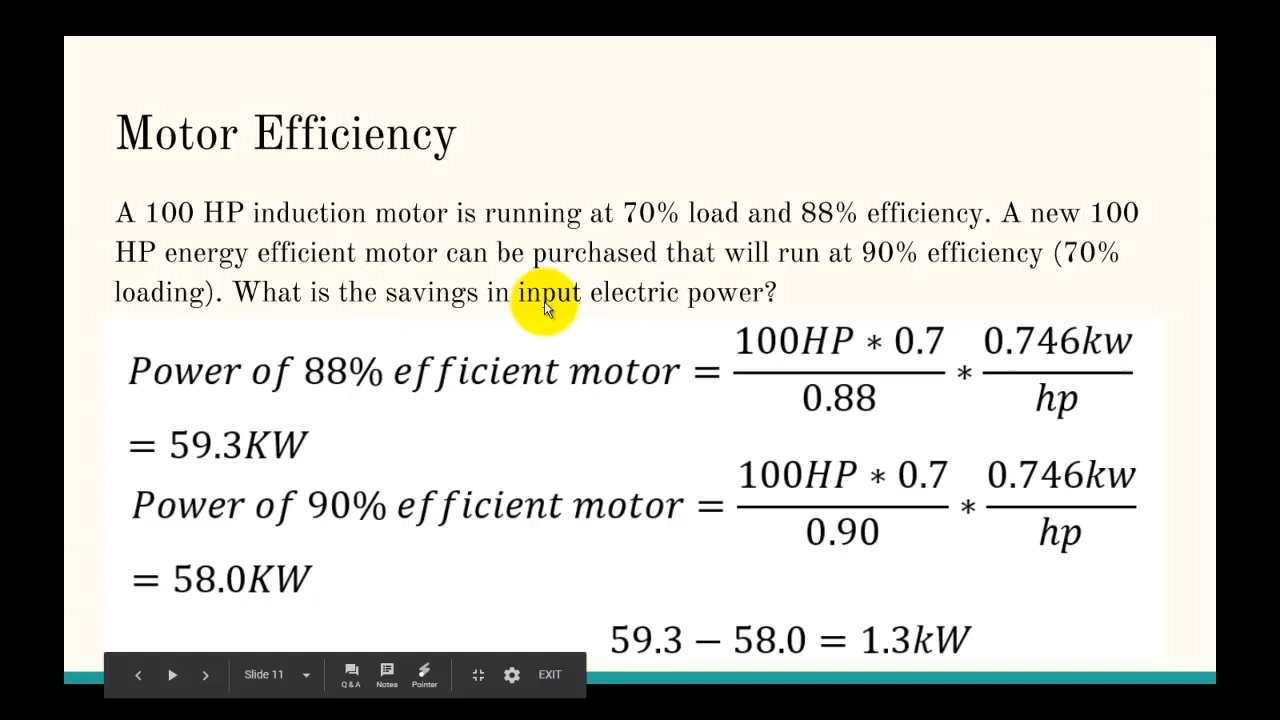 Motor Efficiency
A 100 HP induction motor is running at 70% load and 88% efficiency. A new 100
HP energy efficient motor can be purchased that will run at 90% efficiency (70%
loading). What is the savings in input electric power?
Power of 88% efficient motor = 100HP * 0.7 / 0.88 * 0.746kw / hp
= 59.3KW
Power of 90% efficient motor = 100HP * 0.7 / 0.90 * 0.746kw / hp
= 58.0KW
59.3 − 58.0 = 1.3kW
Slide 11 Q & A Notes Pointer EXIT